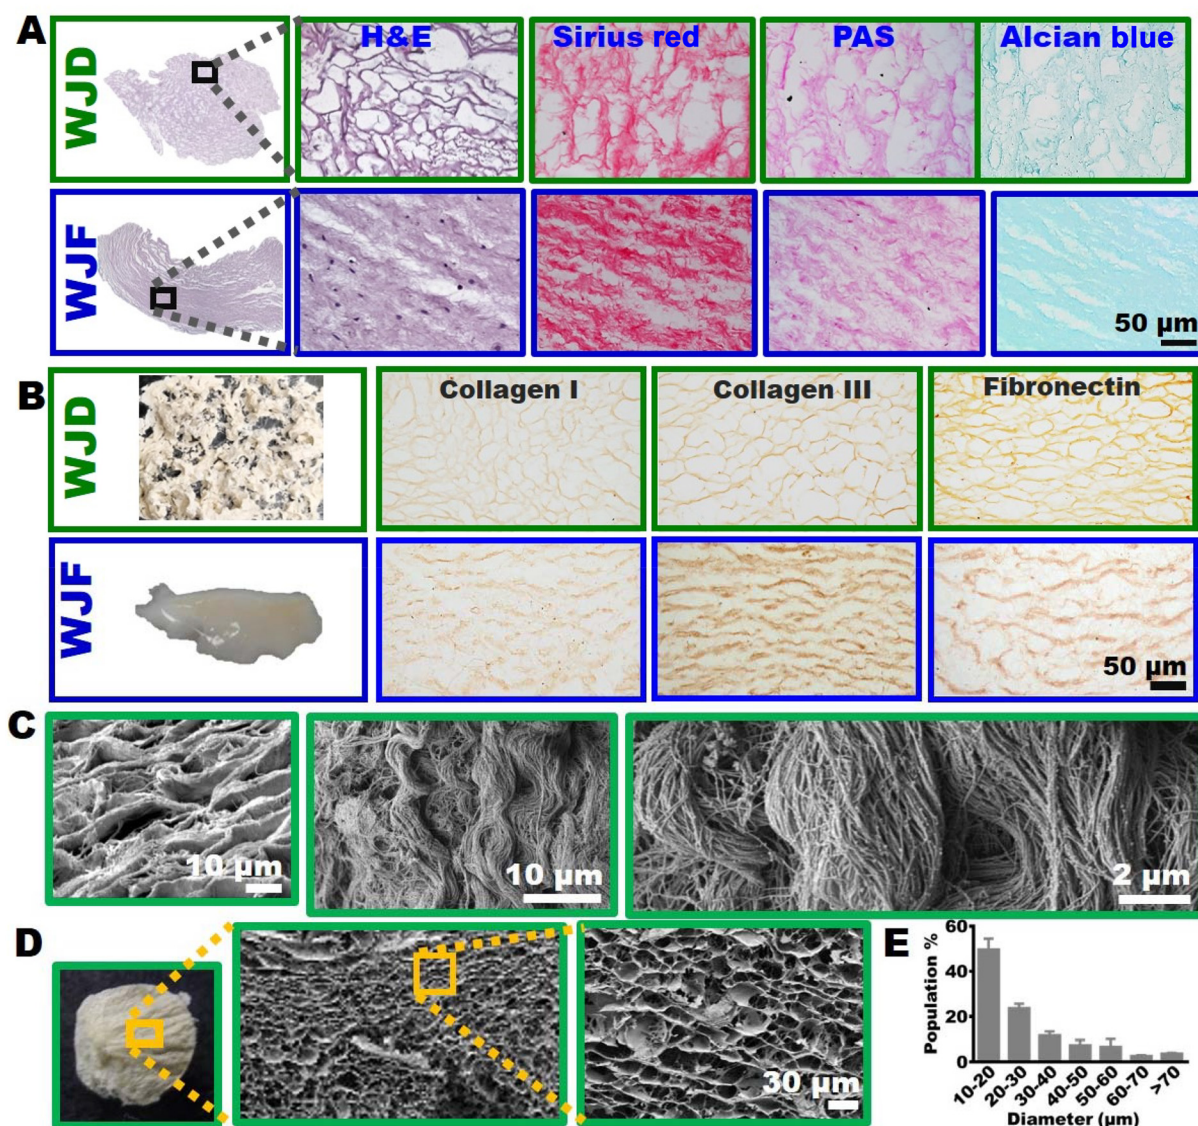 A
WJD
H&E
Sirius red
PAS
Alcian blue
WJF
50 µm
B
WJD
Collagen I
Collagen III
Fibronectin
WJF
50 µm
C
10 µm
10 µm
2 µm
D
30 µm
E
Population %
60
40
20
0
10-20
20-30
30-40
40-50
50-60
60-70
>70
Diameter (µm)